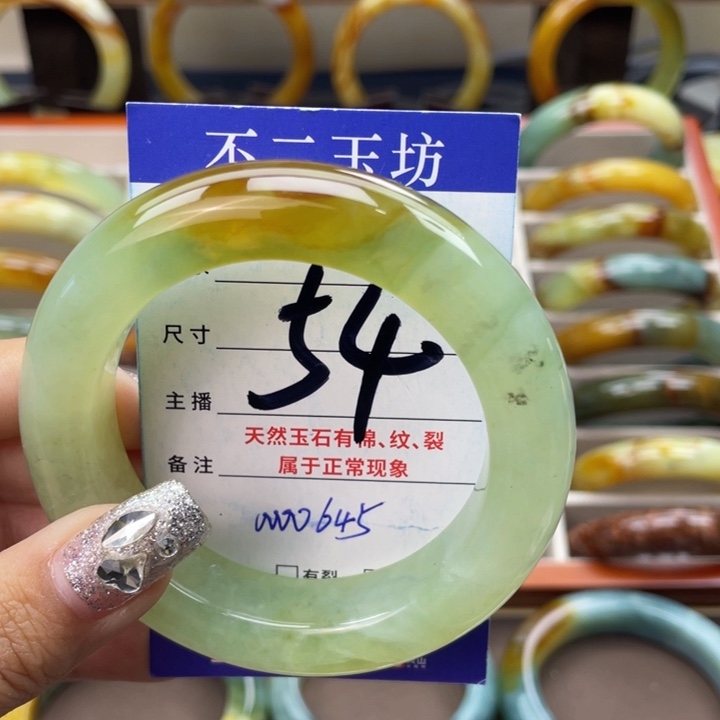 不二玉坊
54
尺寸
主播
天然玉石有棉、纹、裂
备注
属于正常现象
000645
有裂